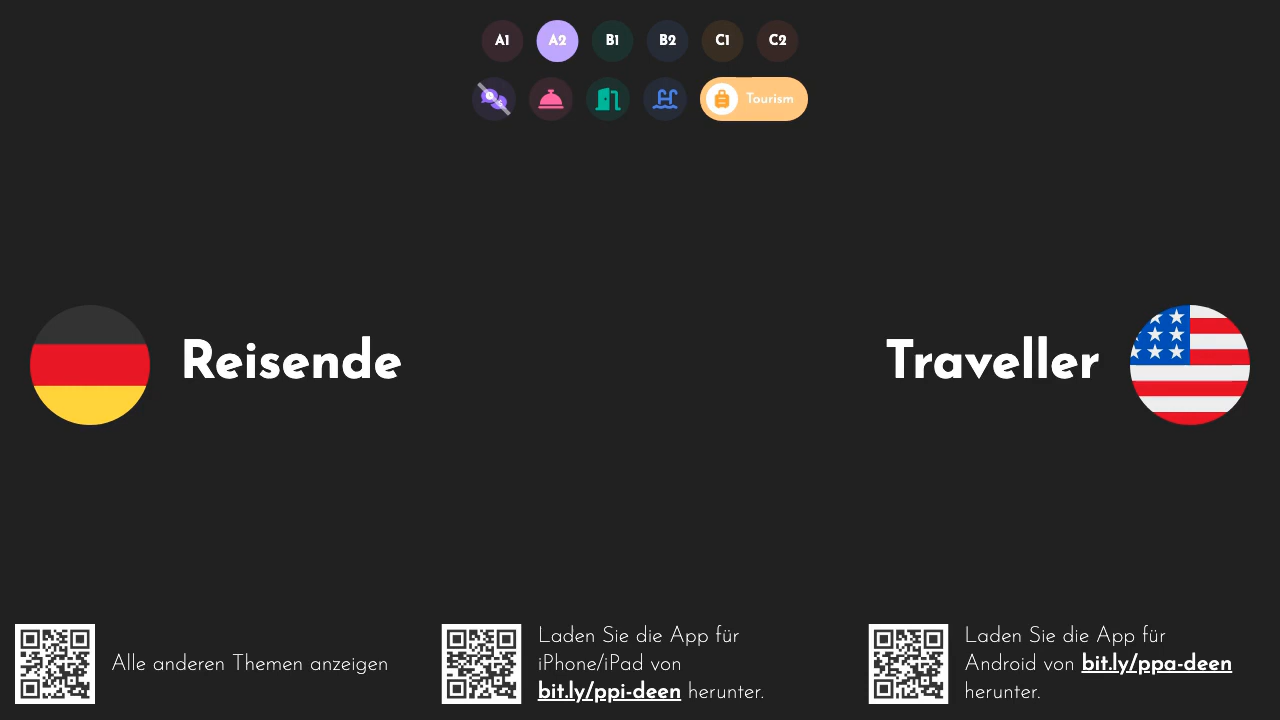 A1 A2 B1 B2 C1 C2
Tourism
Reisende
Traveller
Alle anderen Themen anzeigen
Laden Sie die App für
iPhone/iPad von
bit.ly/ppi-deen herunter.
Laden Sie die App für
Android von bit.ly/ppa-deen
herunter.